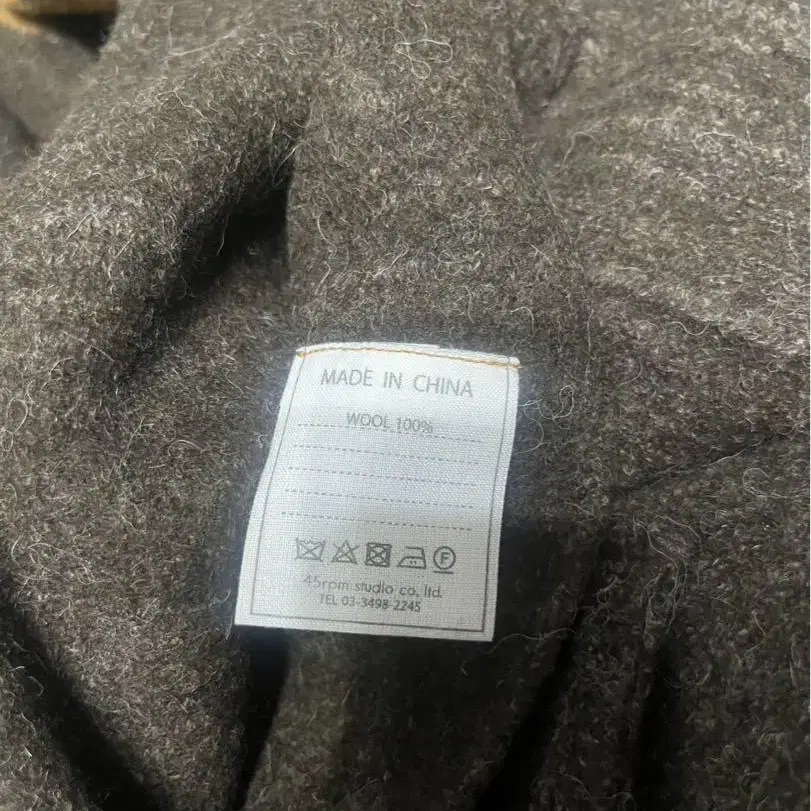 MADE IN CHINA
WOOL 100%
F
45rpm studio co., ltd.
TEL 03-3498-2245